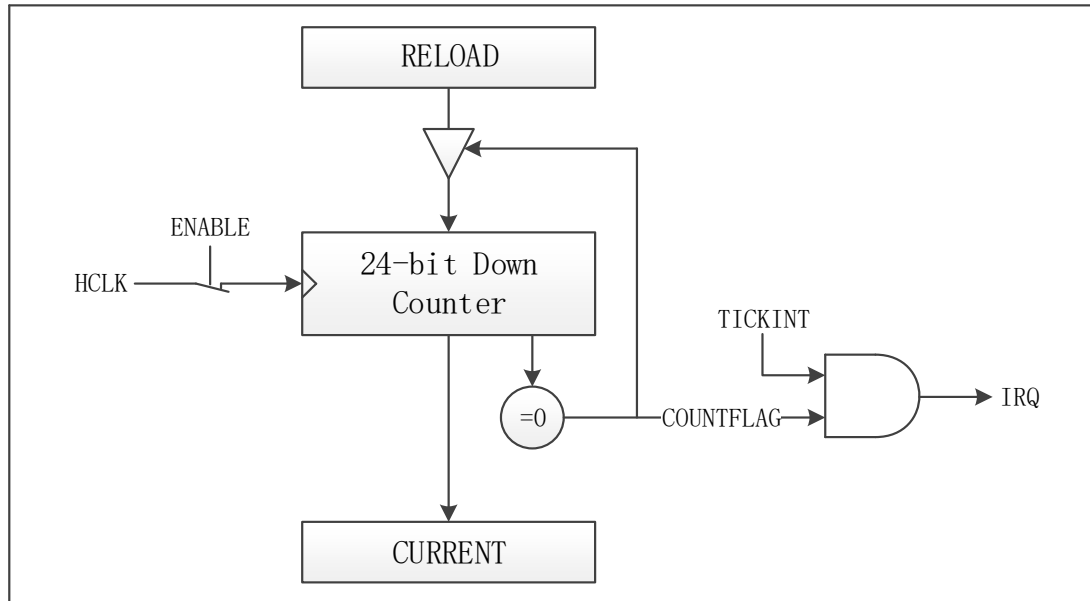 RELOAD
ENABLE
HCLK
24-bit Down
Counter
TICKINT
=0
COUNTFLAG
IRQ
CURRENT